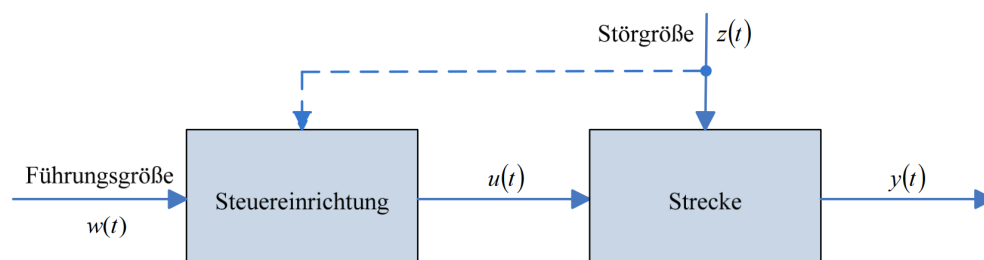 Störgröße z(t)
Führungsgröße
w(t)
Steuereinrichtung
u(t)
Strecke
y(t)